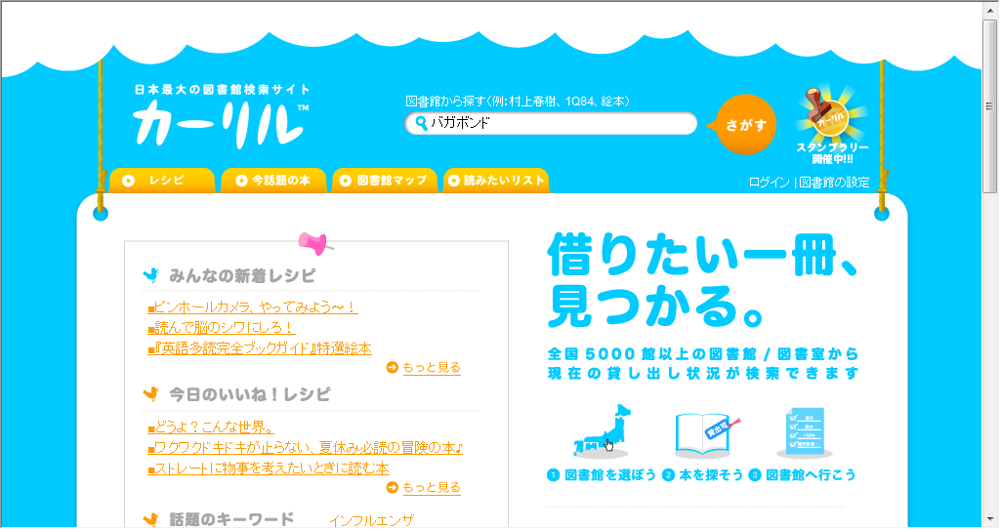 日本最大の図書館検索サイト
カーリル™
図書館から探す(例:村上春樹、1Q84、絵本)
バガボンド
さがす
カーリル
スタンプラリー
開催中!!!
レシピ
今話題の本
図書館マップ
読みたいリスト
ログイン | 図書館の設定
みんなの新着レシピ
■ピンホールカメラ、やってみよう～！
■読んで脳のシワにしろ！
■『英語多読完全ブックガイド』特選絵本
もっと見る
今日のいいね！レシピ
■どうよ？こんな世界。
■ワクワクドキドキが止らない、夏休み必読の冒険の本♪
■ストレートに物事を考えたいときに読む本
もっと見る
話題のキーワード
インフルエンザ
借りたい一冊、
見つかる。
全国5000館以上の図書館/図書室から
現在の貸し出し状況が検索できます
貸出可
1 図書館を選ぼう 2 本を探そう 3 図書館へ行こう